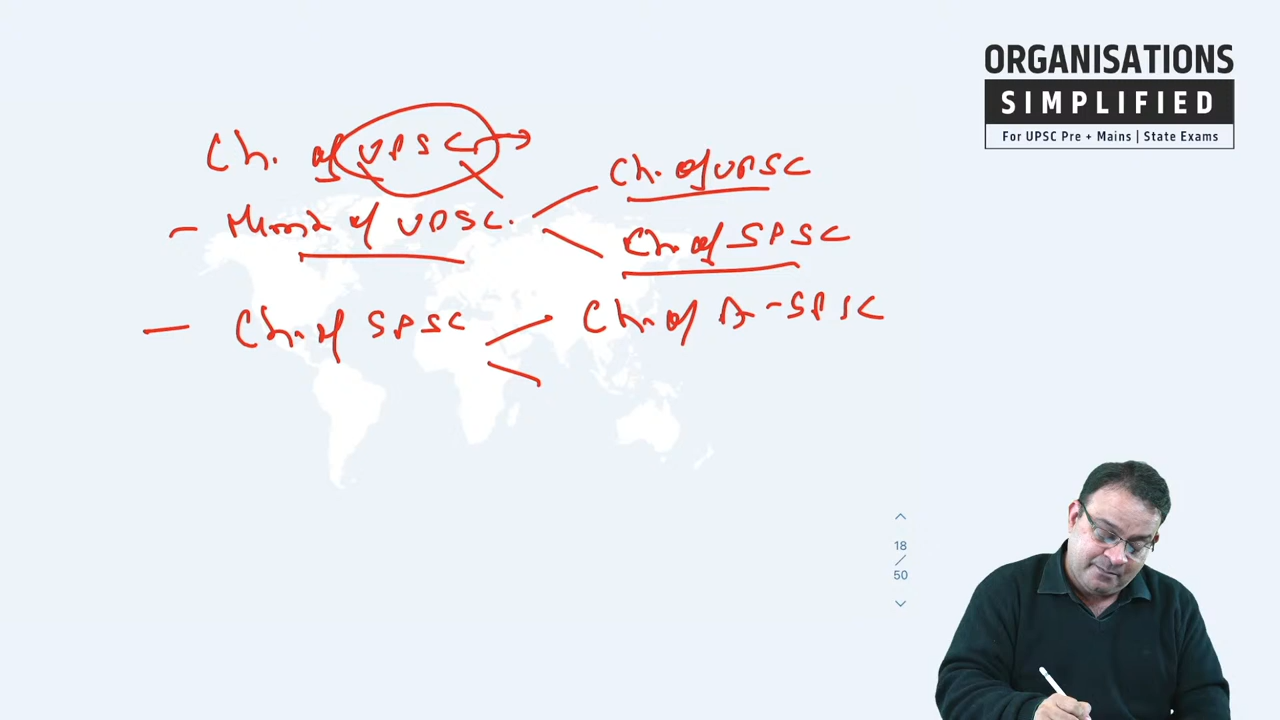 ORGANISATIONS
SIMPLIFIED
For UPSC Pre + Mains | State Exams
Ch. of UPSC
Ch. of UPSC
- of UPSC.
Ch. of SPSC
- Ch. of SPSC
Ch. of A-SPSC
18
/
50